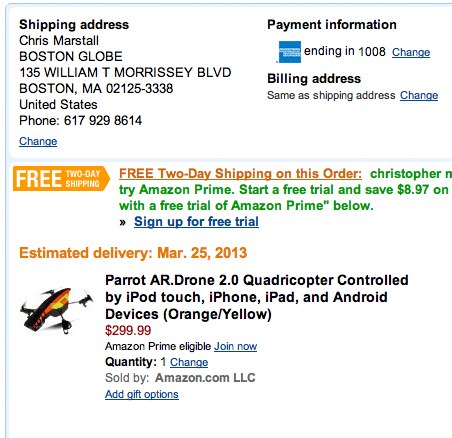 Shipping address
Chris Marstall
BOSTON GLOBE
135 WILLIAM T MORRISSEY BLVD
BOSTON, MA 02125-3338
United States
Phone: 617 929 8614
Change
Payment information
ending in 1008 Change
Billing address
Same as shipping address Change
FREE TWO-DAY SHIPPING
FREE Two-Day Shipping on this Order: christopher m
try Amazon Prime. Start a free trial and save $8.97 on
with a free trial of Amazon Prime" below.
» Sign up for free trial
Estimated delivery: Mar. 25, 2013
Parrot AR.Drone 2.0 Quadricopter Controlled
by iPod touch, iPhone, iPad, and Android
Devices (Orange/Yellow)
$299.99
Amazon Prime eligible Join now
Quantity: 1 Change
Sold by: Amazon.com LLC
Add gift options